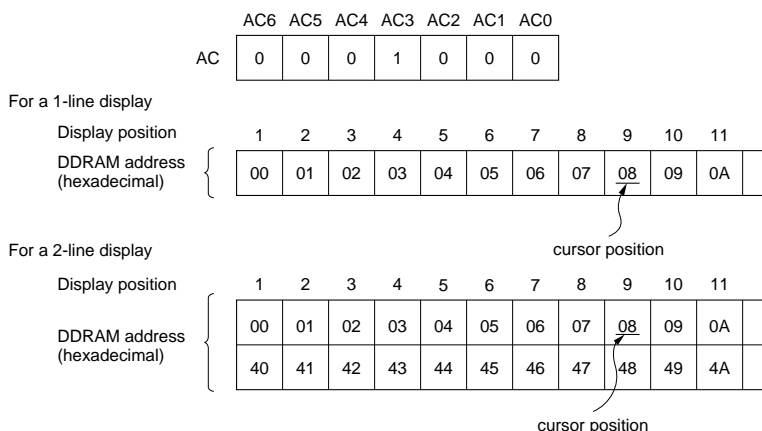 AC6 AC5 AC4 AC3 AC2 AC1 AC0
AC 0 0 0 1 0 0 0
For a 1-line display
Display position 1 2 3 4 5 6 7 8 9 10 11
DDRAM address
(hexadecimal)
00 01 02 03 04 05 06 07 08 09 0A
cursor position
For a 2-line display
Display position 1 2 3 4 5 6 7 8 9 10 11
DDRAM address
(hexadecimal)
00 01 02 03 04 05 06 07 08 09 0A
40 41 42 43 44 45 46 47 48 49 4A
cursor position